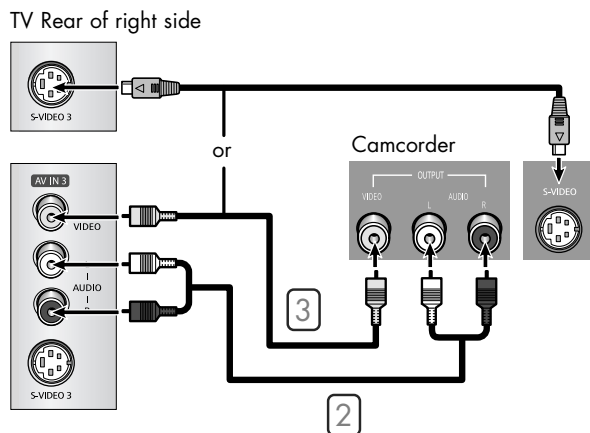 TV Rear of right side
S-VIDEO 3
or
Camcorder
OUTPUT
VIDEO
L
AUDIO
R
S-VIDEO
AV IN 3
VIDEO
L
AUDIO
R
S-VIDEO 3
3
2